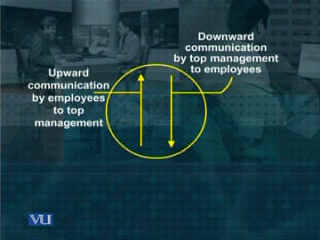 Downward
communication
by top management
to employees
Upward
communication
by employees
to top
management
VU